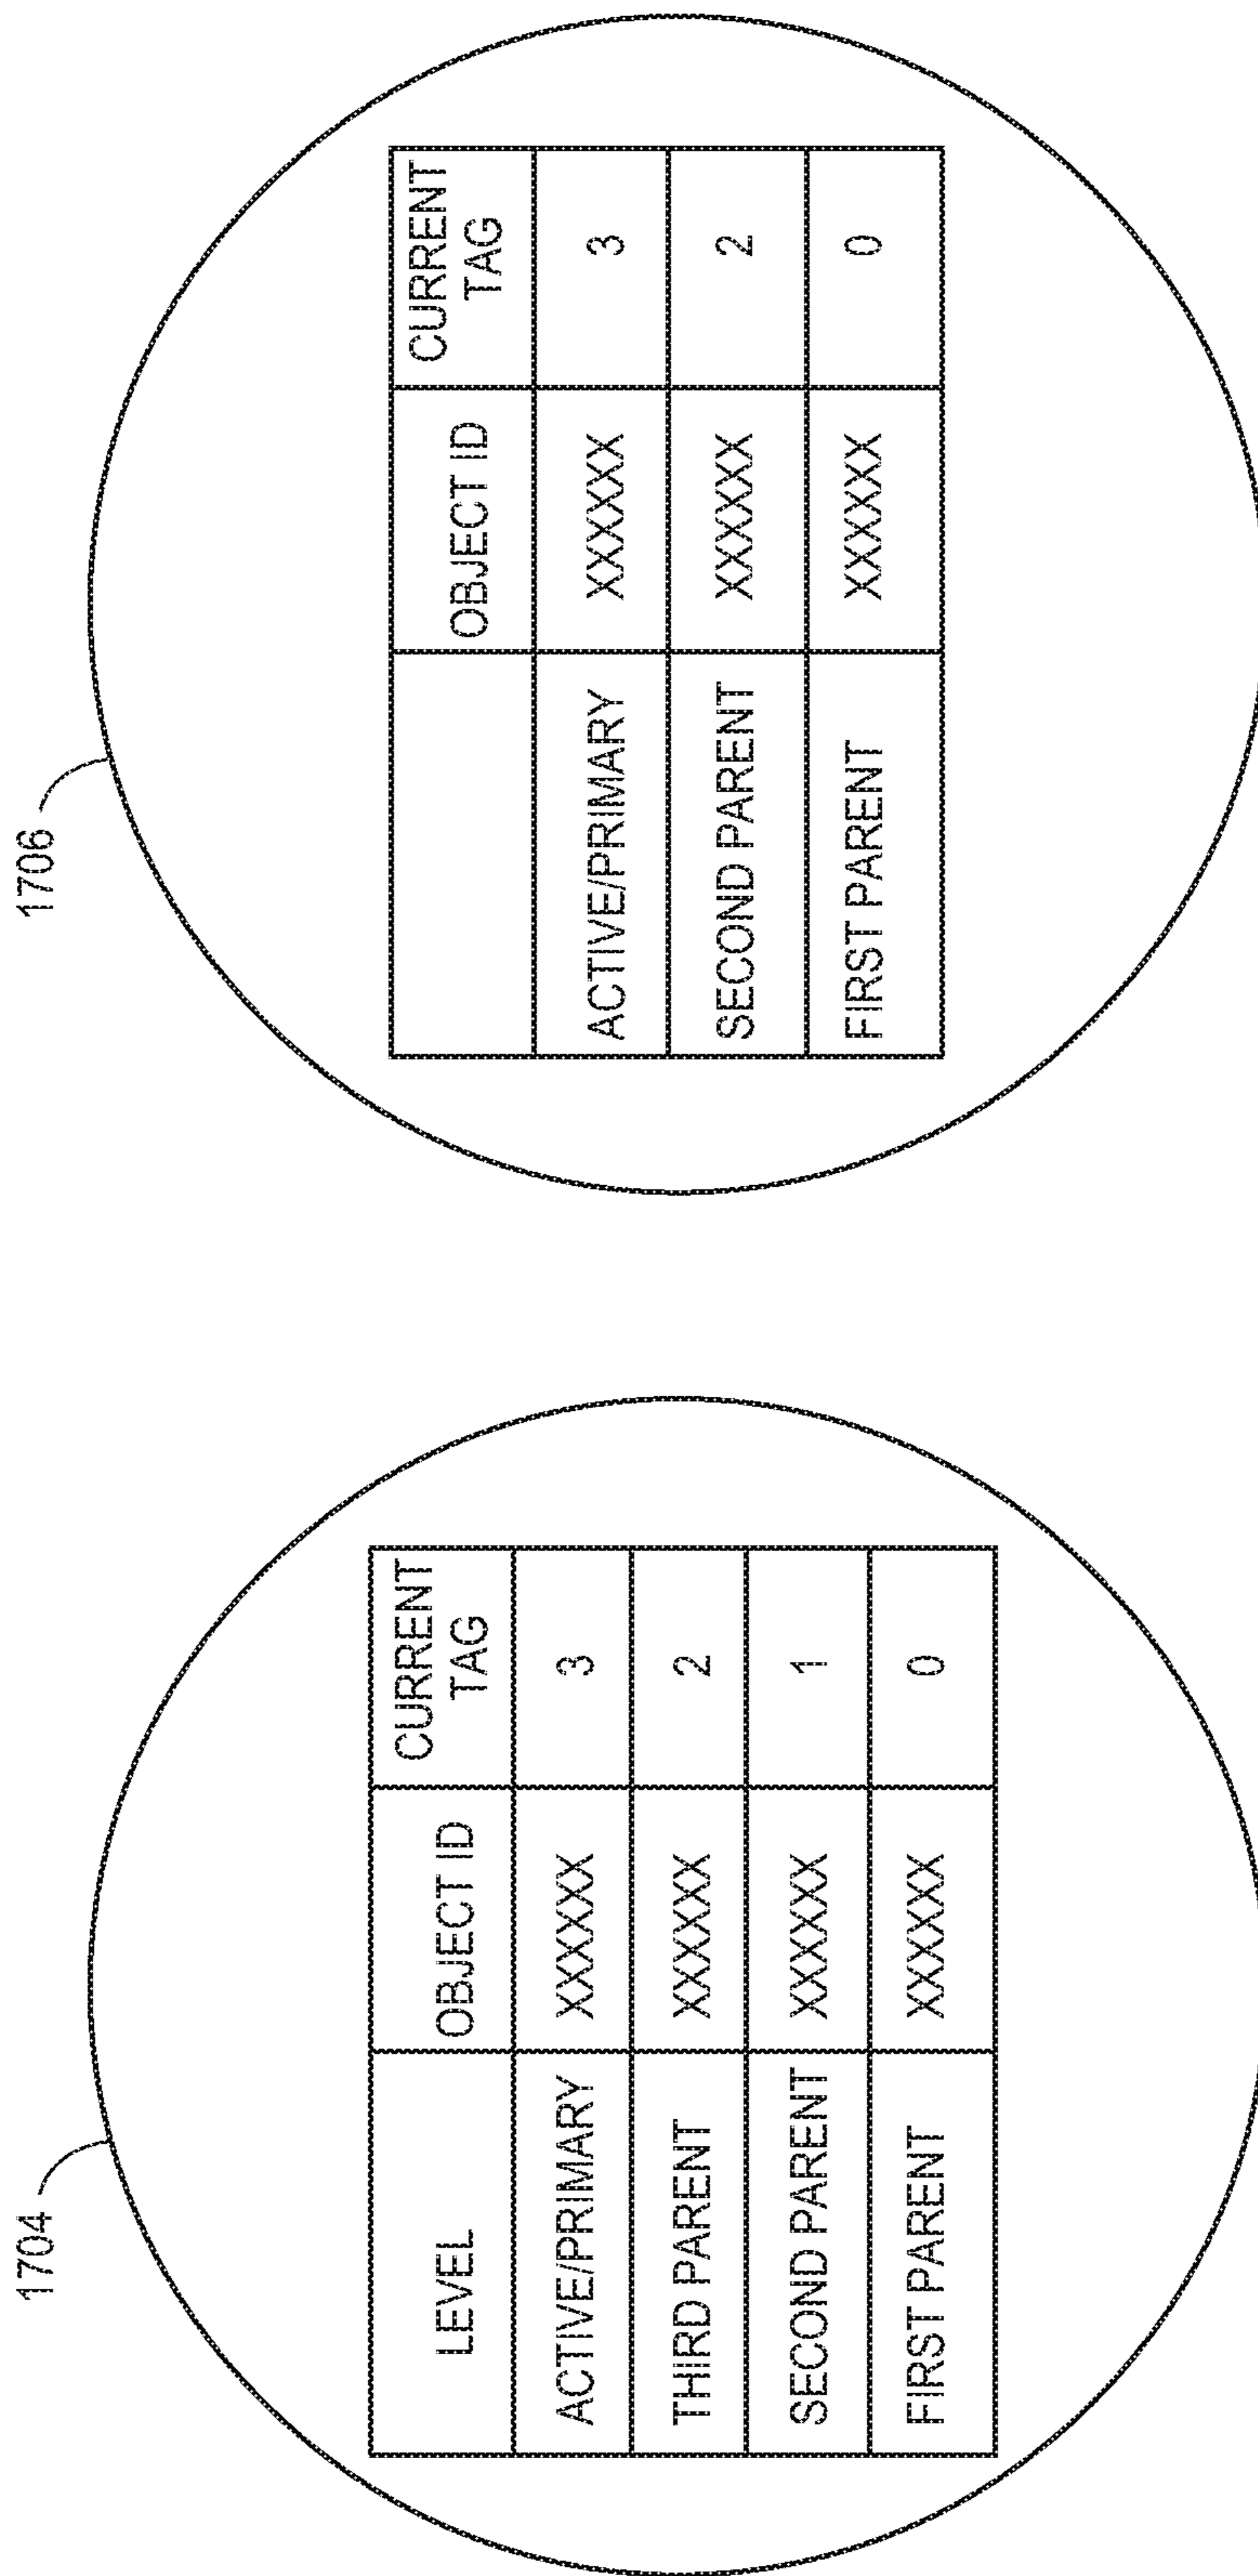 1704
LEVEL OBJECT ID CURRENT
TAG
ACTIVE/PRIMARY XXXXXX 3
THIRD PARENT XXXXXX 2
SECOND PARENT XXXXXX 1
FIRST PARENT XXXXXX 0
1706
OBJECT ID CURRENT
TAG
ACTIVE/PRIMARY XXXXXX 3
SECOND PARENT XXXXXX 2
FIRST PARENT XXXXXX 0